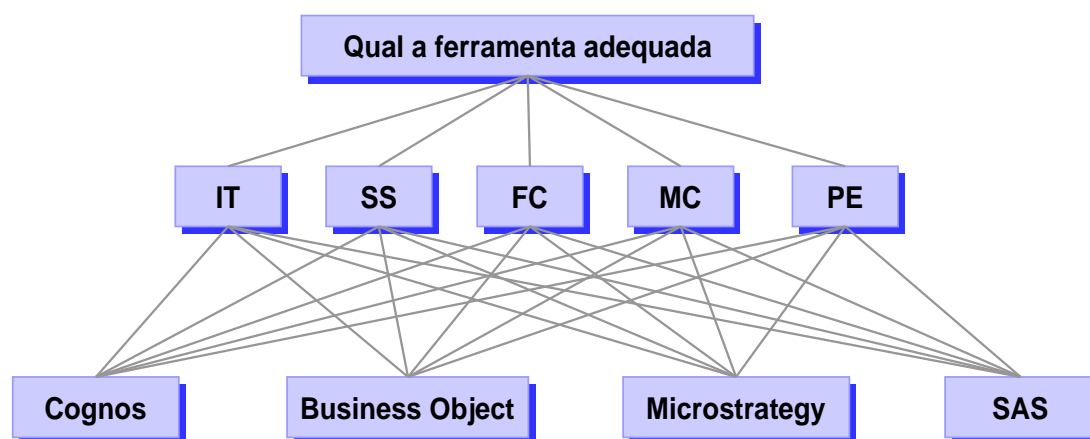 Qual a ferramenta adequada
IT
SS
FC
MC
PE
Cognos
Business Object
Microstrategy
SAS